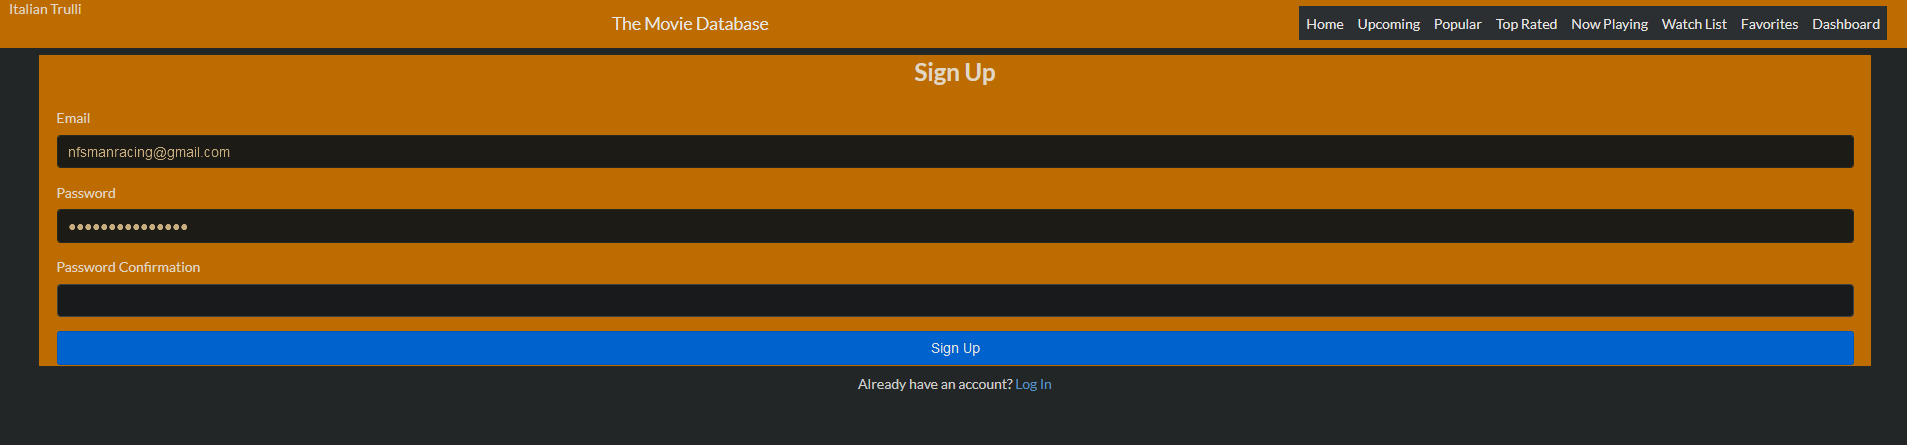 Italian Trulli
The Movie Database
Home Upcoming Popular Top Rated Now Playing Watch List Favorites Dashboard
Sign Up
Email
nfsmanracing@gmail.com
Password
●●●●●●●●●●●●●●●
Password Confirmation
Sign Up
Already have an account? Log In